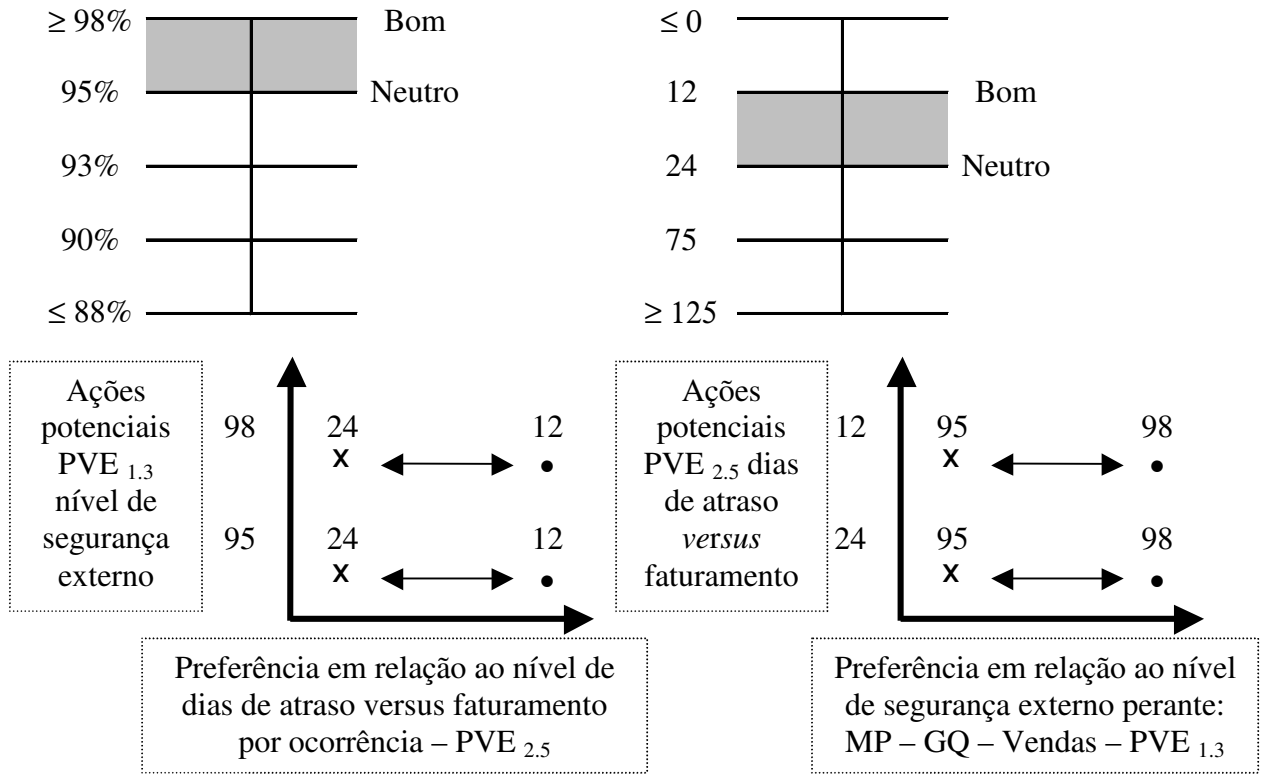 ≥ 98% Bom
95% Neutro
93%
90%
≤ 88%
≤ 0
12 Bom
24 Neutro
75
≥ 125
Ações
potenciais
PVE 1.3
nível de
segurança
externo
98 24 12
x •
95 24 12
x •
Preferência em relação ao nível de
dias de atraso versus faturamento
por ocorrência – PVE 2.5
Ações
potenciais
PVE 2.5 dias
de atraso
versus
faturamento
12 95 98
x •
24 95 98
x •
Preferência em relação ao nível
de segurança externo perante:
MP – GQ – Vendas – PVE 1.3